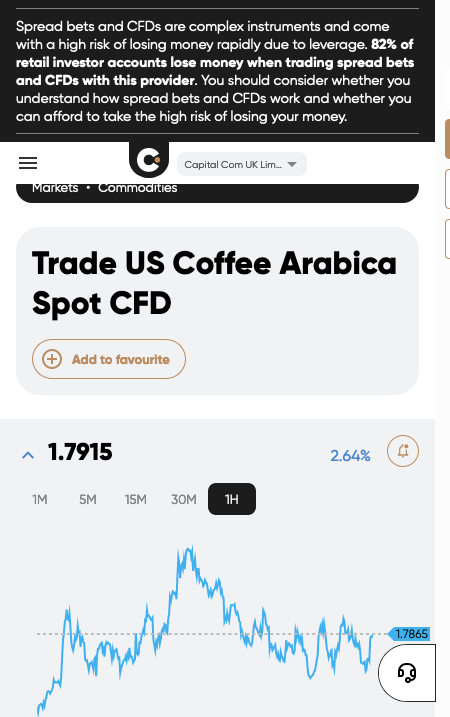 Spread bets and CFDs are complex instruments and come
with a high risk of losing money rapidly due to leverage. 82% of
retail investor accounts lose money when trading spread bets
and CFDs with this provider. You should consider whether you
understand how spread bets and CFDs work and whether you
can afford to take the high risk of losing your money.
Capital Com UK Lim...
Markets • Commodities
Trade US Coffee Arabica
Spot CFD
Add to favourite
1.7915
2.64%
1M 5M 15M 30M 1H
1.7865